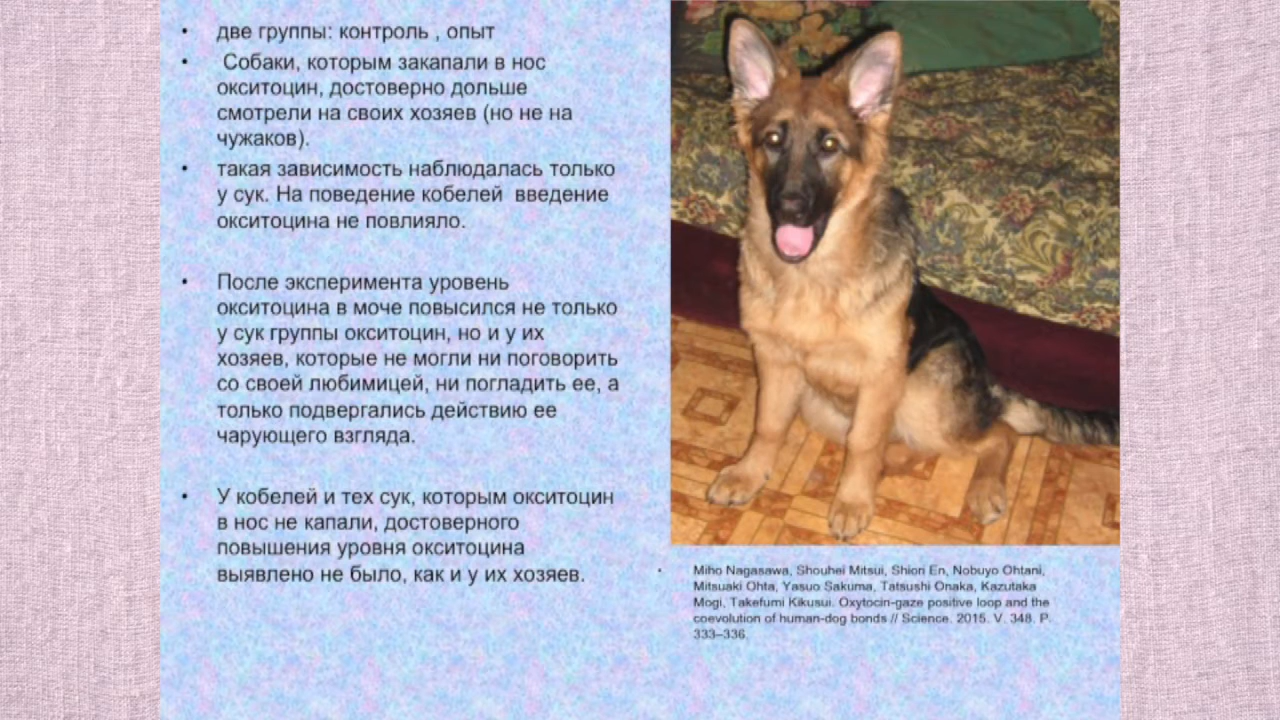 • две группы: контроль , опыт
• Собаки, которым закапали в нос
окситоцин, достоверно дольше
смотрели на своих хозяев (но не на
чужаков).
• такая зависимость наблюдалась только
у сук. На поведение кобелей введение
окситоцина не повлияло.
• После эксперимента уровень
окситоцина в моче повысился не только
у сук группы окситоцин, но и у их
хозяев, которые не могли ни поговорить
со своей любимицей, ни погладить ее, а
только подвергались действию ее
чарующего взгляда.
• У кобелей и тех сук, которым окситоцин
в нос не капали, достоверного
повышения уровня окситоцина
выявлено не было, как и у их хозяев.
• Miho Nagasawa, Shouhei Mitsui, Shiori En, Nobuyo Ohtani,
Mitsuaki Ohta, Yasuo Sakuma, Tatsushi Onaka, Kazutaka
Mogi, Takefumi Kikusui. Oxytocin-gaze positive loop and the
coevolution of human-dog bonds // Science. 2015. V. 348. P.
333–336.